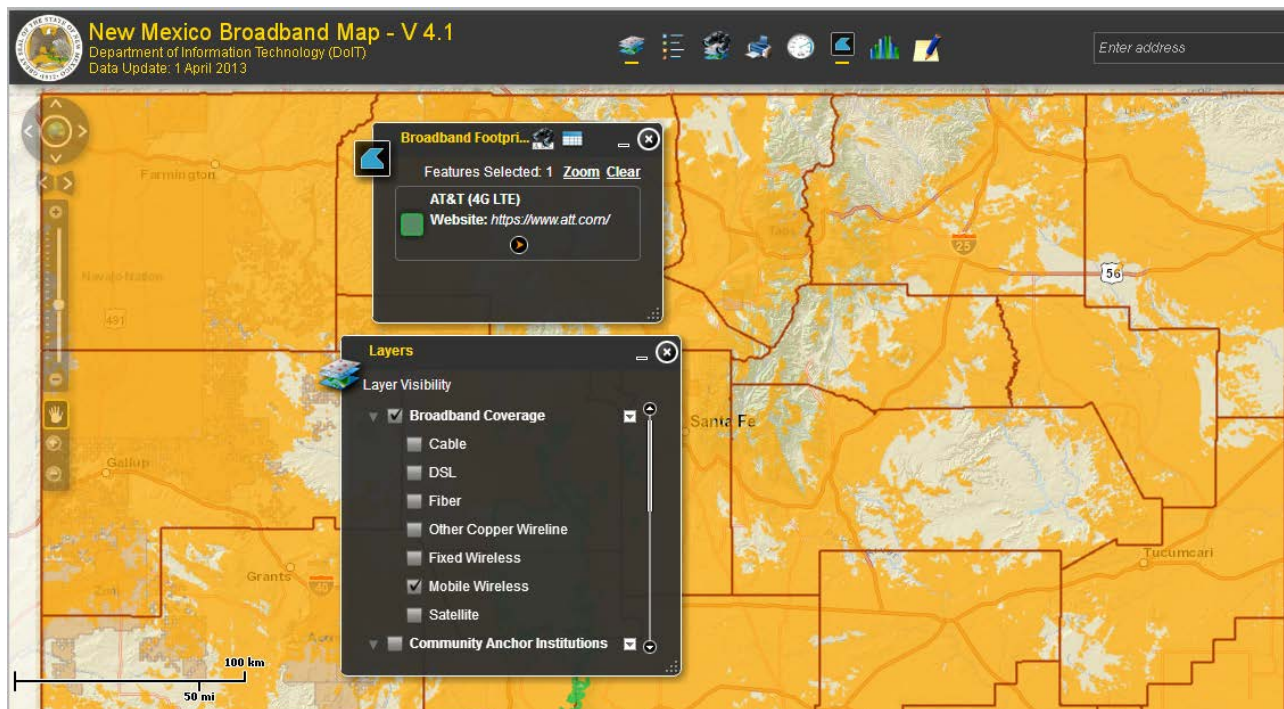 New Mexico Broadband Map - V 4.1
Department of Information Technology (DoIT)
Data Update: 1 April 2013
Enter address
Broadband Footpri...
Features Selected: 1 Zoom Clear
AT&T (4G LTE)
Website: https://www.att.com/
Farmington
Taos
25
56
Navajo Nation
491
Layers
Layer Visibility
Broadband Coverage
Cable
DSL
Fiber
Other Copper Wireline
Fixed Wireless
Mobile Wireless
Satellite
Community Anchor Institutions
Santa Fe
Gallup
Tucumcari
Grants
40
Zuni
100 km
50 mi